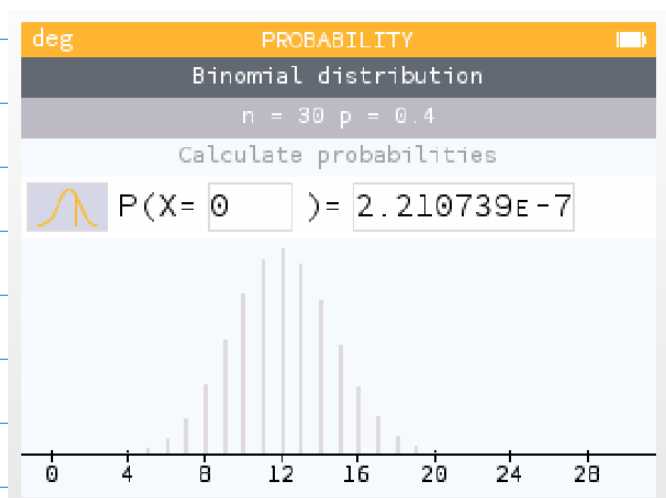 deg PROBABILITY
Binomial distribution
n = 30 p = 0.4
Calculate probabilities
P(X= 0 )= 2.210739ᴇ-7
0 4 8 12 16 20 24 28